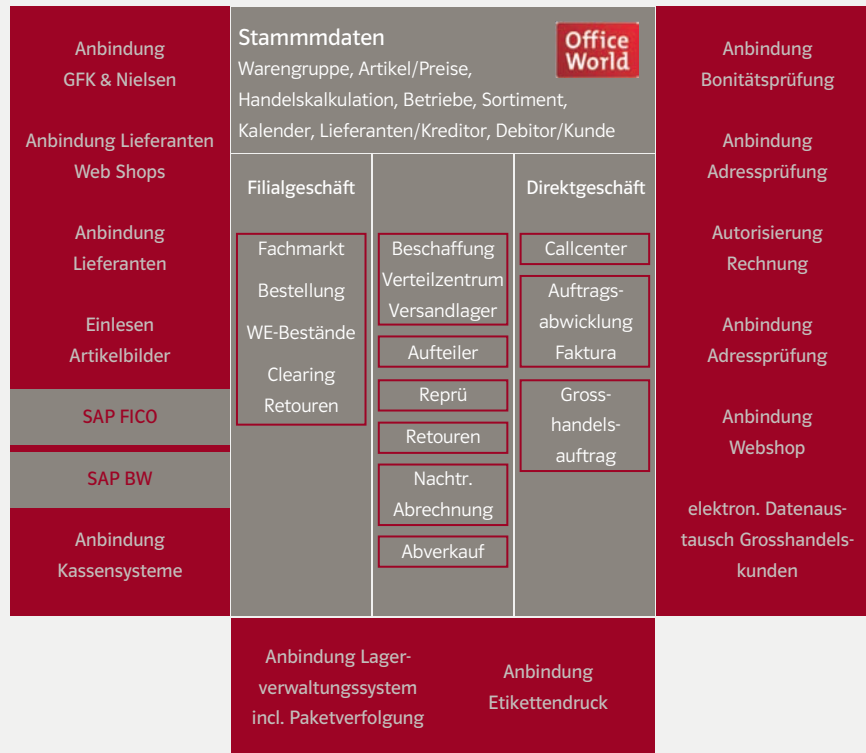 Anbindung
GFK & Nielsen
Anbindung Lieferanten
Web Shops
Anbindung
Lieferanten
Einlesen
Artikelbilder
SAP FICO
SAP BW
Anbindung
Kassensysteme
Stammmdaten
Warengruppe, Artikel/Preise,
Handelskalkulation, Betriebe, Sortiment,
Kalender, Lieferanten/Kreditor, Debitor/Kunde
Office
World
Filialgeschäft
Fachmarkt
Bestellung
WE-Bestände
Clearing
Retouren
Beschaffung
Verteilzentrum
Versandlager
Aufteiler
Reprü
Retouren
Nachtr.
Abrechnung
Abverkauf
Direktgeschäft
Callcenter
Auftrags-
abwicklung
Faktura
Gross-
handels-
auftrag
Anbindung
Bonitätsprüfung
Anbindung
Adressprüfung
Autorisierung
Rechnung
Anbindung
Adressprüfung
Anbindung
Webshop
elektron. Datenaus-
tausch Grosshandels-
kunden
Anbindung Lager-
verwaltungssystem
incl. Paketverfolgung
Anbindung
Etikettendruck